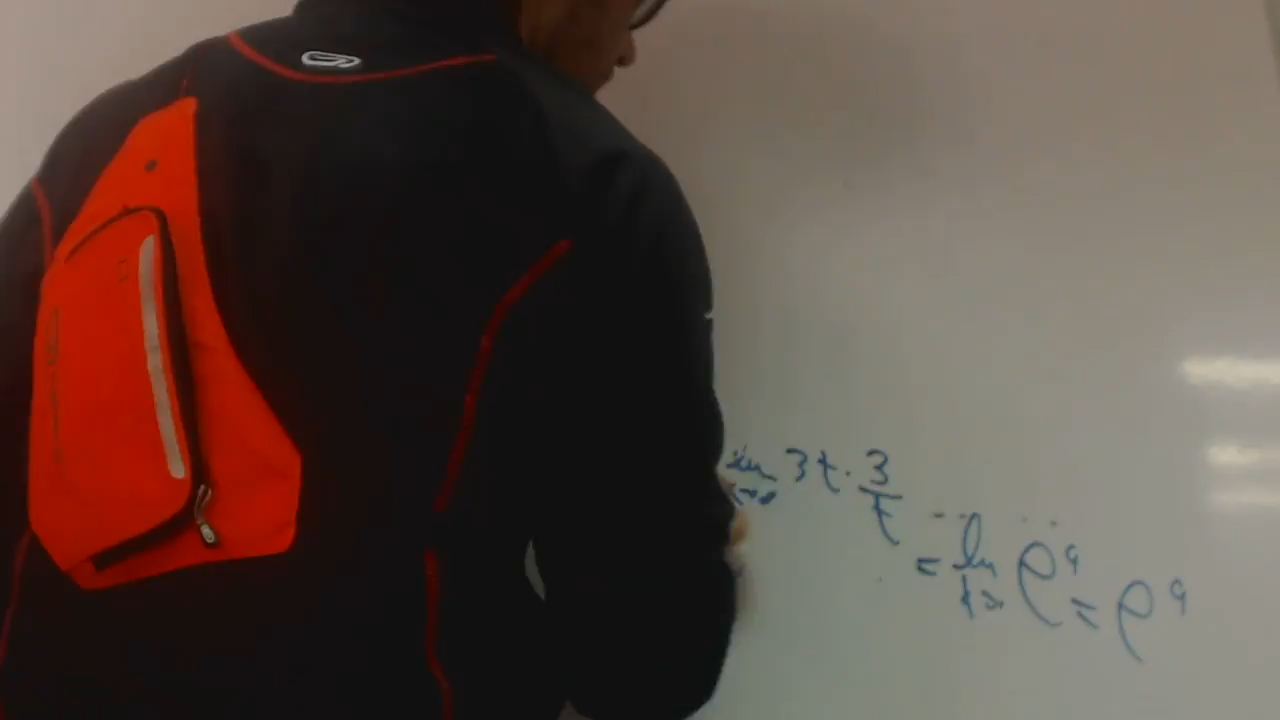 lim 3t · 3/t
t→∞
= lim e⁹ = e⁹